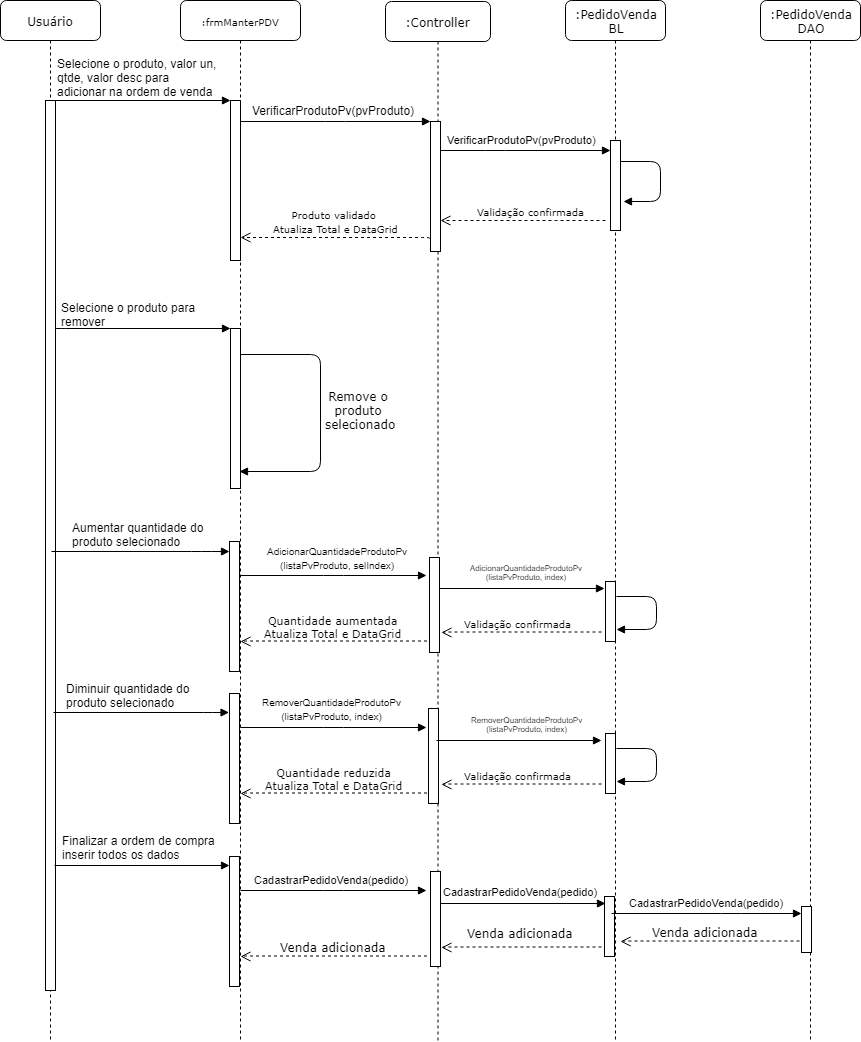 Usuário
:frmManterPDV
:Controller
:PedidoVenda
BL
:PedidoVenda
DAO
Selecione o produto, valor un,
qtde, valor desc para
adicionar na ordem de venda
VerificarProdutoPv(pvProduto)
VerificarProdutoPv(pvProduto)
Validação confirmada
Produto validado
Atualiza Total e DataGrid
Selecione o produto para
remover
Remove o
produto
selecionado
Aumentar quantidade do
produto selecionado
AdicionarQuantidadeProdutoPv
(listaPvProduto, selIndex)
AdicionarQuantidadeProdutoPv
(listaPvProduto, index)
Quantidade aumentada
Atualiza Total e DataGrid
Validação confirmada
Diminuir quantidade do
produto selecionado
RemoverQuantidadeProdutoPv
(listaPvProduto, index)
RemoverQuantidadeProdutoPv
(listaPvProduto, index)
Quantidade reduzida
Atualiza Total e DataGrid
Validação confirmada
Finalizar a ordem de compra
inserir todos os dados
CadastrarPedidoVenda(pedido)
CadastrarPedidoVenda(pedido)
CadastrarPedidoVenda(pedido)
Venda adicionada
Venda adicionada
Venda adicionada